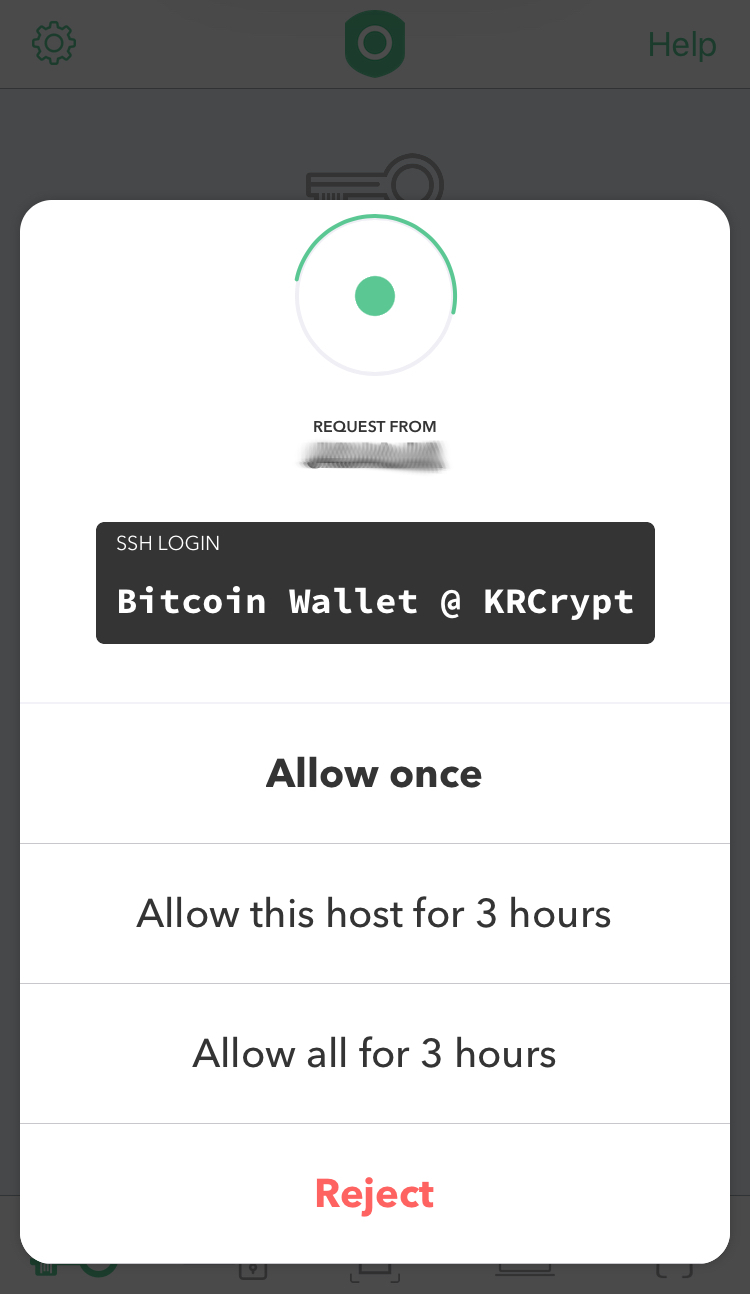 Help
REQUEST FROM
SSH LOGIN
Bitcoin Wallet @ KRCrypt
Allow once
Allow this host for 3 hours
Allow all for 3 hours
Reject